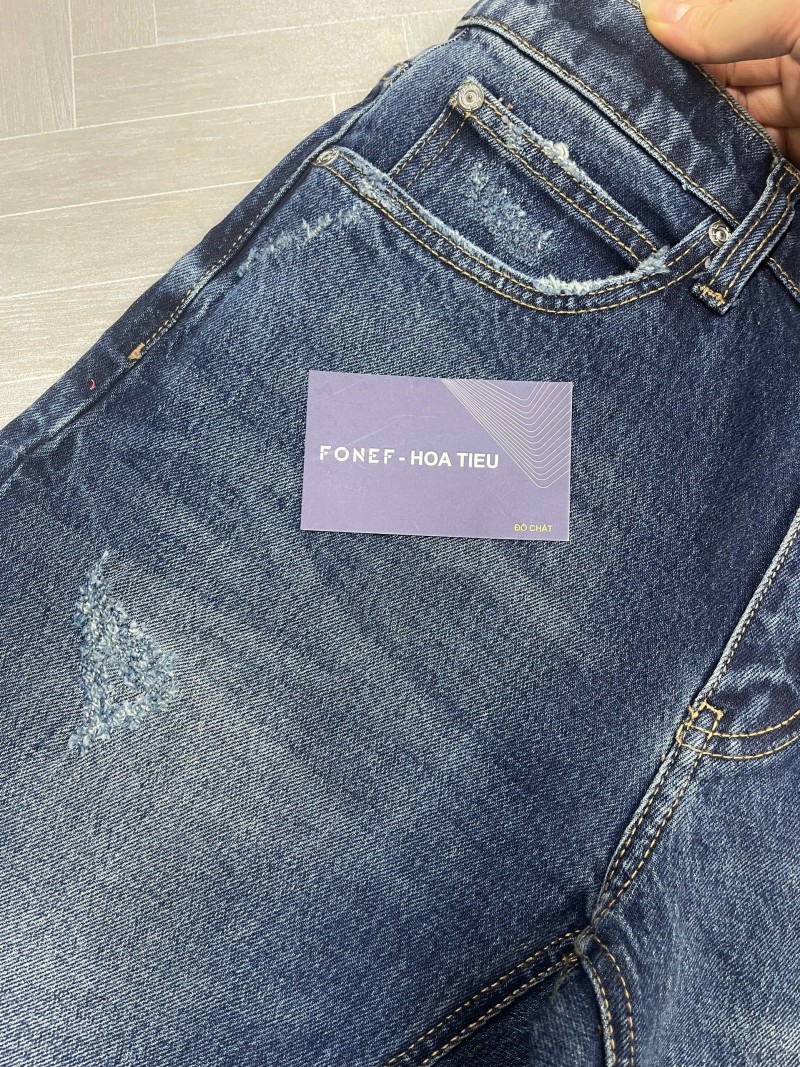 FONEF - HOA TIEU
ĐỒ CHẤT